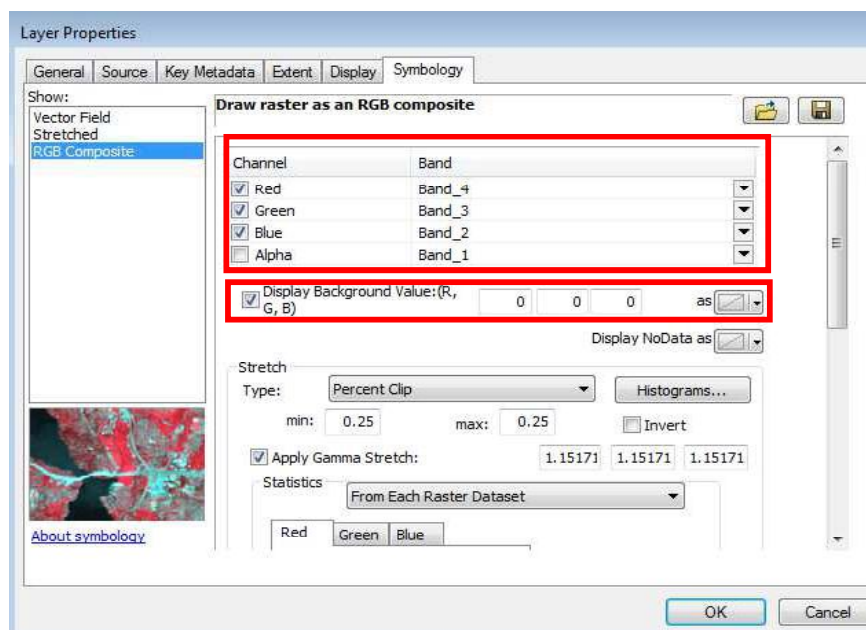 Layer Properties
General Source Key Metadata Extent Display Symbology
Show:
Vector Field
Stretched
RGB Composite
Draw raster as an RGB composite
Channel Band
Red Band_4
Green Band_3
Blue Band_2
Alpha Band_1
Display Background Value:(R,
G, B) 0 0 0 as
Display NoData as
Stretch
Type: Percent Clip Histograms...
min: 0.25 max: 0.25 Invert
Apply Gamma Stretch: 1.15171 1.15171 1.15171
Statistics
From Each Raster Dataset
Red Green Blue
About symbology
OK Cancel